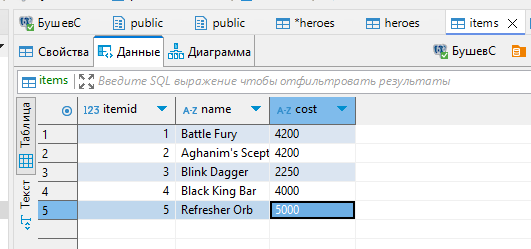 БушевС public public *heroes heroes items
Свойства Данные Диаграмма БушевС
items Введите SQL выражение чтобы отфильтровать результаты
Таблица
Текст
123 itemid A-Z name A-Z cost
1 1 Battle Fury 4200
2 2 Aghanim's Scept 4200
3 3 Blink Dagger 2250
4 4 Black King Bar 4000
5 5 Refresher Orb 5000